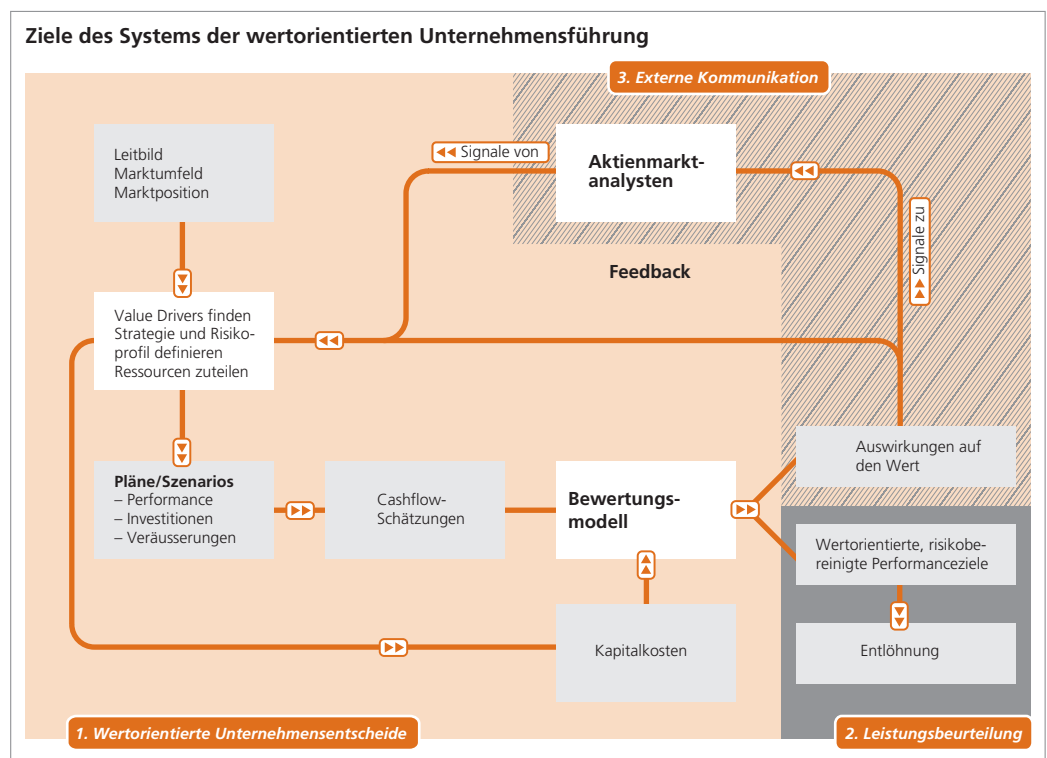 Ziele des Systems der wertorientierten Unternehmensführung
3. Externe Kommunikation
Leitbild
Marktumfeld
Marktposition
Signale von
Aktienmarkt-
analysten
Signale zu
Feedback
Value Drivers finden
Strategie und Risiko-
profil definieren
Ressourcen zuteilen
Auswirkungen auf
den Wert
Pläne/Szenarios
– Performance
– Investitionen
– Veräusserungen
Cashflow-
Schätzungen
Bewertungs-
modell
Wertorientierte, risikobe-
reinigte Performanceziele
Kapitalkosten
Entlöhnung
1. Wertorientierte Unternehmensentscheide
2. Leistungsbeurteilung